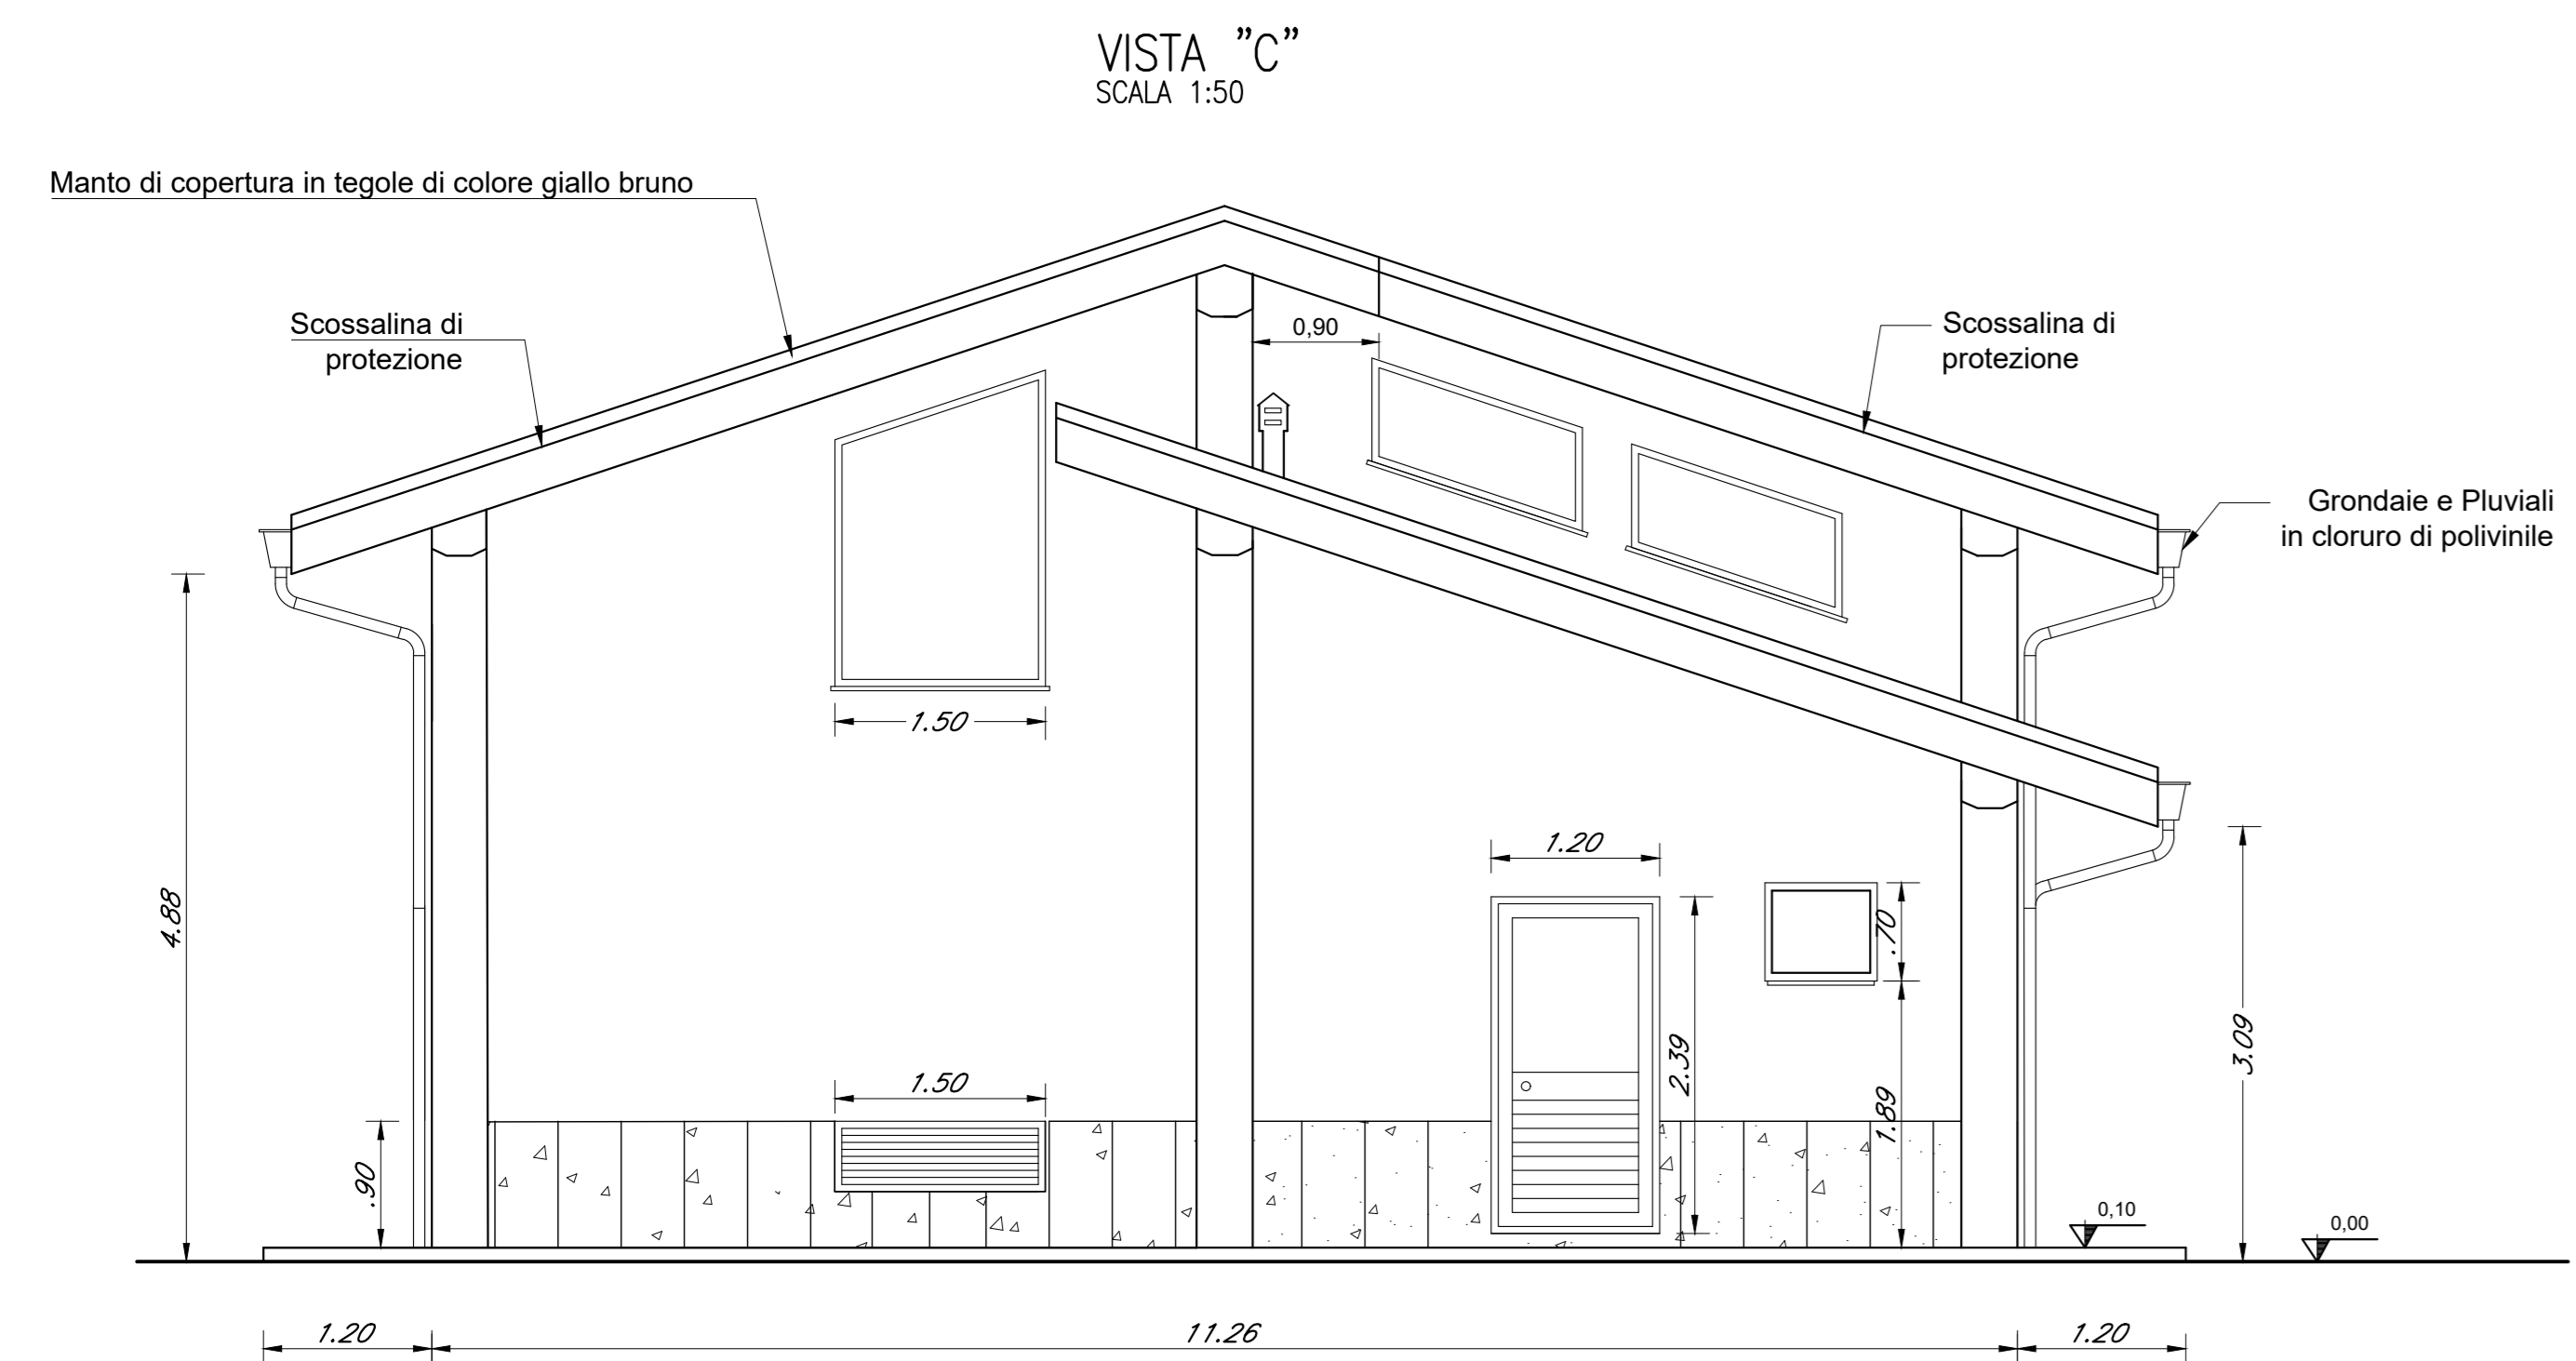 VISTA "C"
SCALA 1:50
Manto di copertura in tegole di colore giallo bruno
Scossalina di
protezione
0,90
Scossalina di
protezione
Grondaie e Pluviali
in cloruro di polivinile
1.50
1.20
4.88
.70
2.39
3.09
1.50
1.89
.90
0,10
0,00
1.20
11.26
1.20